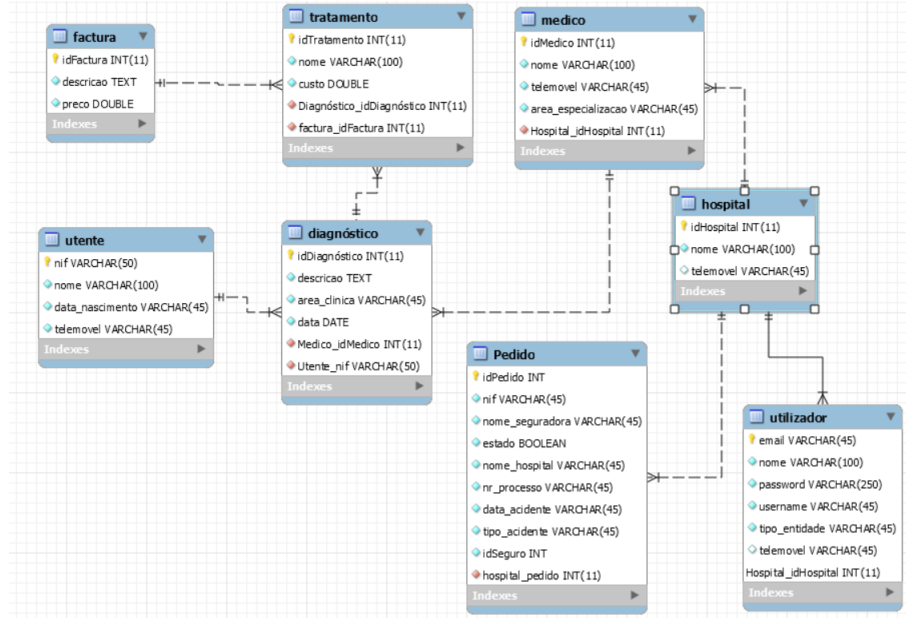 factura
idFactura INT(11)
descricao TEXT
preco DOUBLE
Indexes
tratamento
idTratamento INT(11)
nome VARCHAR(100)
custo DOUBLE
Diagnóstico_idDiagnóstico INT(11)
factura_idFactura INT(11)
Indexes
medico
idMedico INT(11)
nome VARCHAR(100)
telemovel VARCHAR(45)
area_especializacao VARCHAR(45)
Hospital_idHospital INT(11)
Indexes
hospital
idHospital INT(11)
nome VARCHAR(100)
telemovel VARCHAR(45)
Indexes
utente
nif VARCHAR(50)
nome VARCHAR(100)
data_nascimento VARCHAR(45)
telemovel VARCHAR(45)
Indexes
diagnóstico
idDiagnóstico INT(11)
descricao TEXT
area_clinica VARCHAR(45)
data DATE
Medico_idMedico INT(11)
Utente_nif VARCHAR(50)
Indexes
Pedido
idPedido INT
nif VARCHAR(45)
nome_seguradora VARCHAR(45)
estado BOOLEAN
nome_hospital VARCHAR(45)
nr_processo VARCHAR(45)
data_acidente VARCHAR(45)
tipo_acidente VARCHAR(45)
idSeguro INT
hospital_pedido INT(11)
Indexes
utilizador
email VARCHAR(45)
nome VARCHAR(100)
password VARCHAR(250)
username VARCHAR(45)
tipo_entidade VARCHAR(45)
telemovel VARCHAR(45)
Hospital_idHospital INT(11)
Indexes